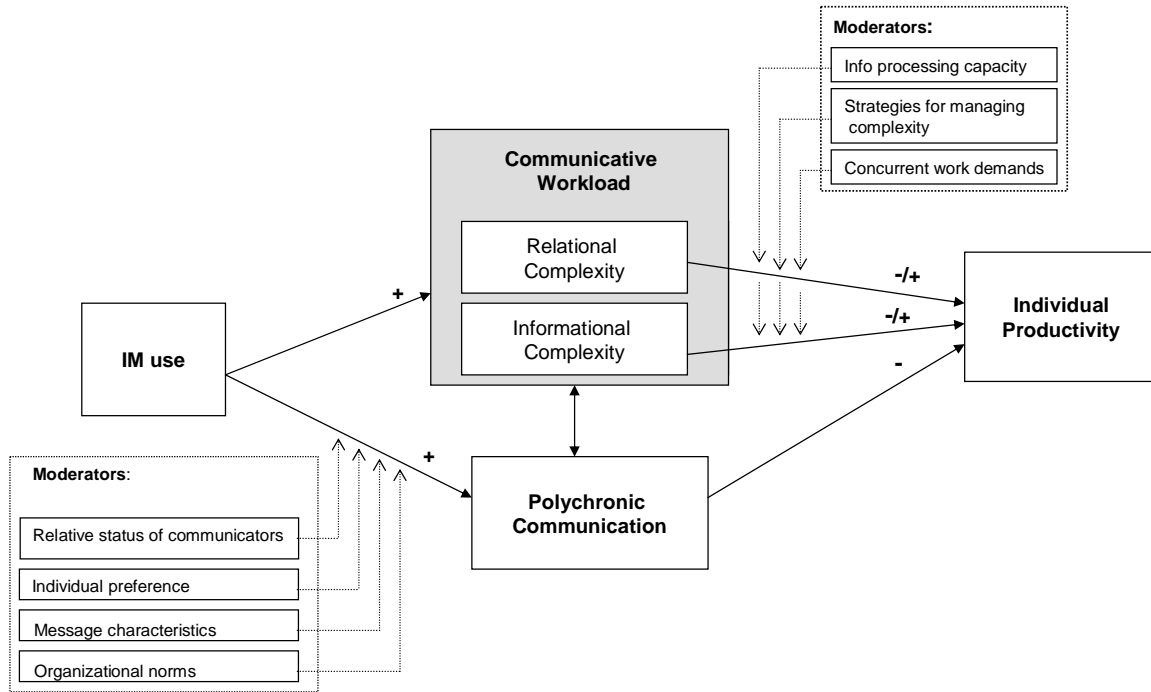 Moderators:
Info processing capacity
Strategies for managing
complexity
Concurrent work demands
Communicative
Workload
Relational
Complexity
Informational
Complexity
-/+
-/+
-
Individual
Productivity
+
IM use
+
Polychronic
Communication
Moderators:
Relative status of communicators
Individual preference
Message characteristics
Organizational norms